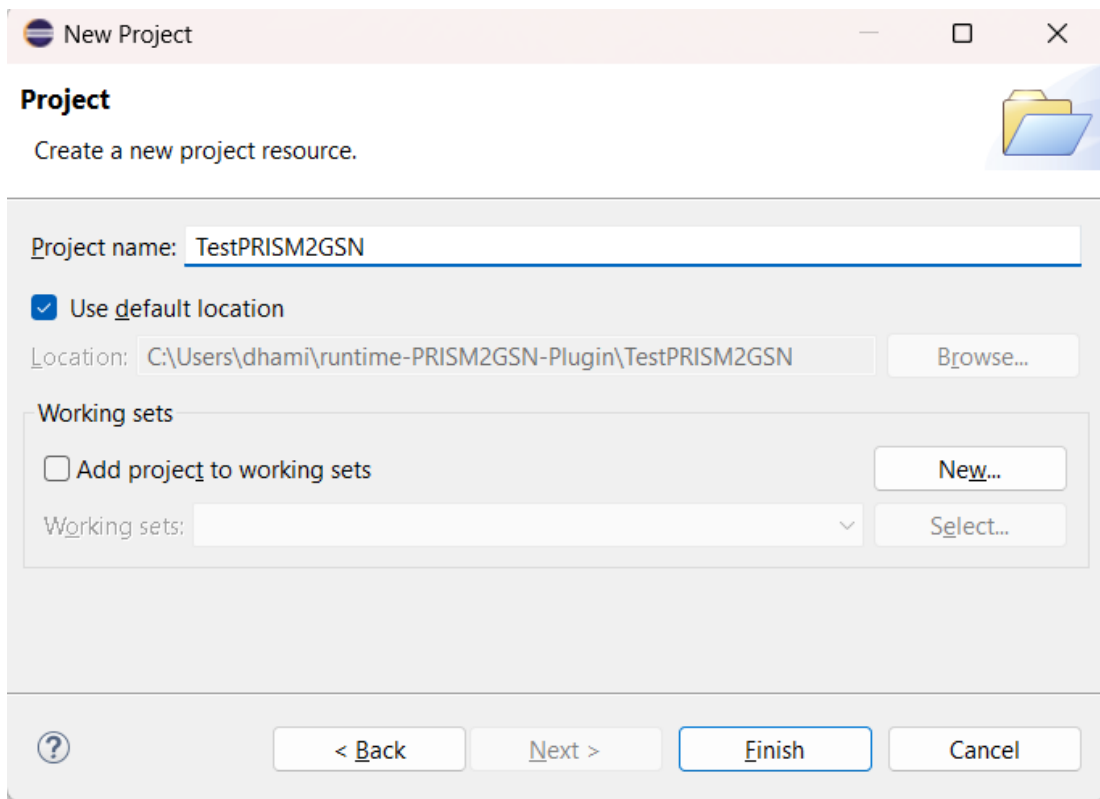 New Project
Project
Create a new project resource.
Project name: TestPRISM2GSN
Use default location
Location: C:\Users\dhami\runtime-PRISM2GSN-Plugin\TestPRISM2GSN Browse...
Working sets
Add project to working sets New...
Working sets: Select...
? < Back Next > Finish Cancel